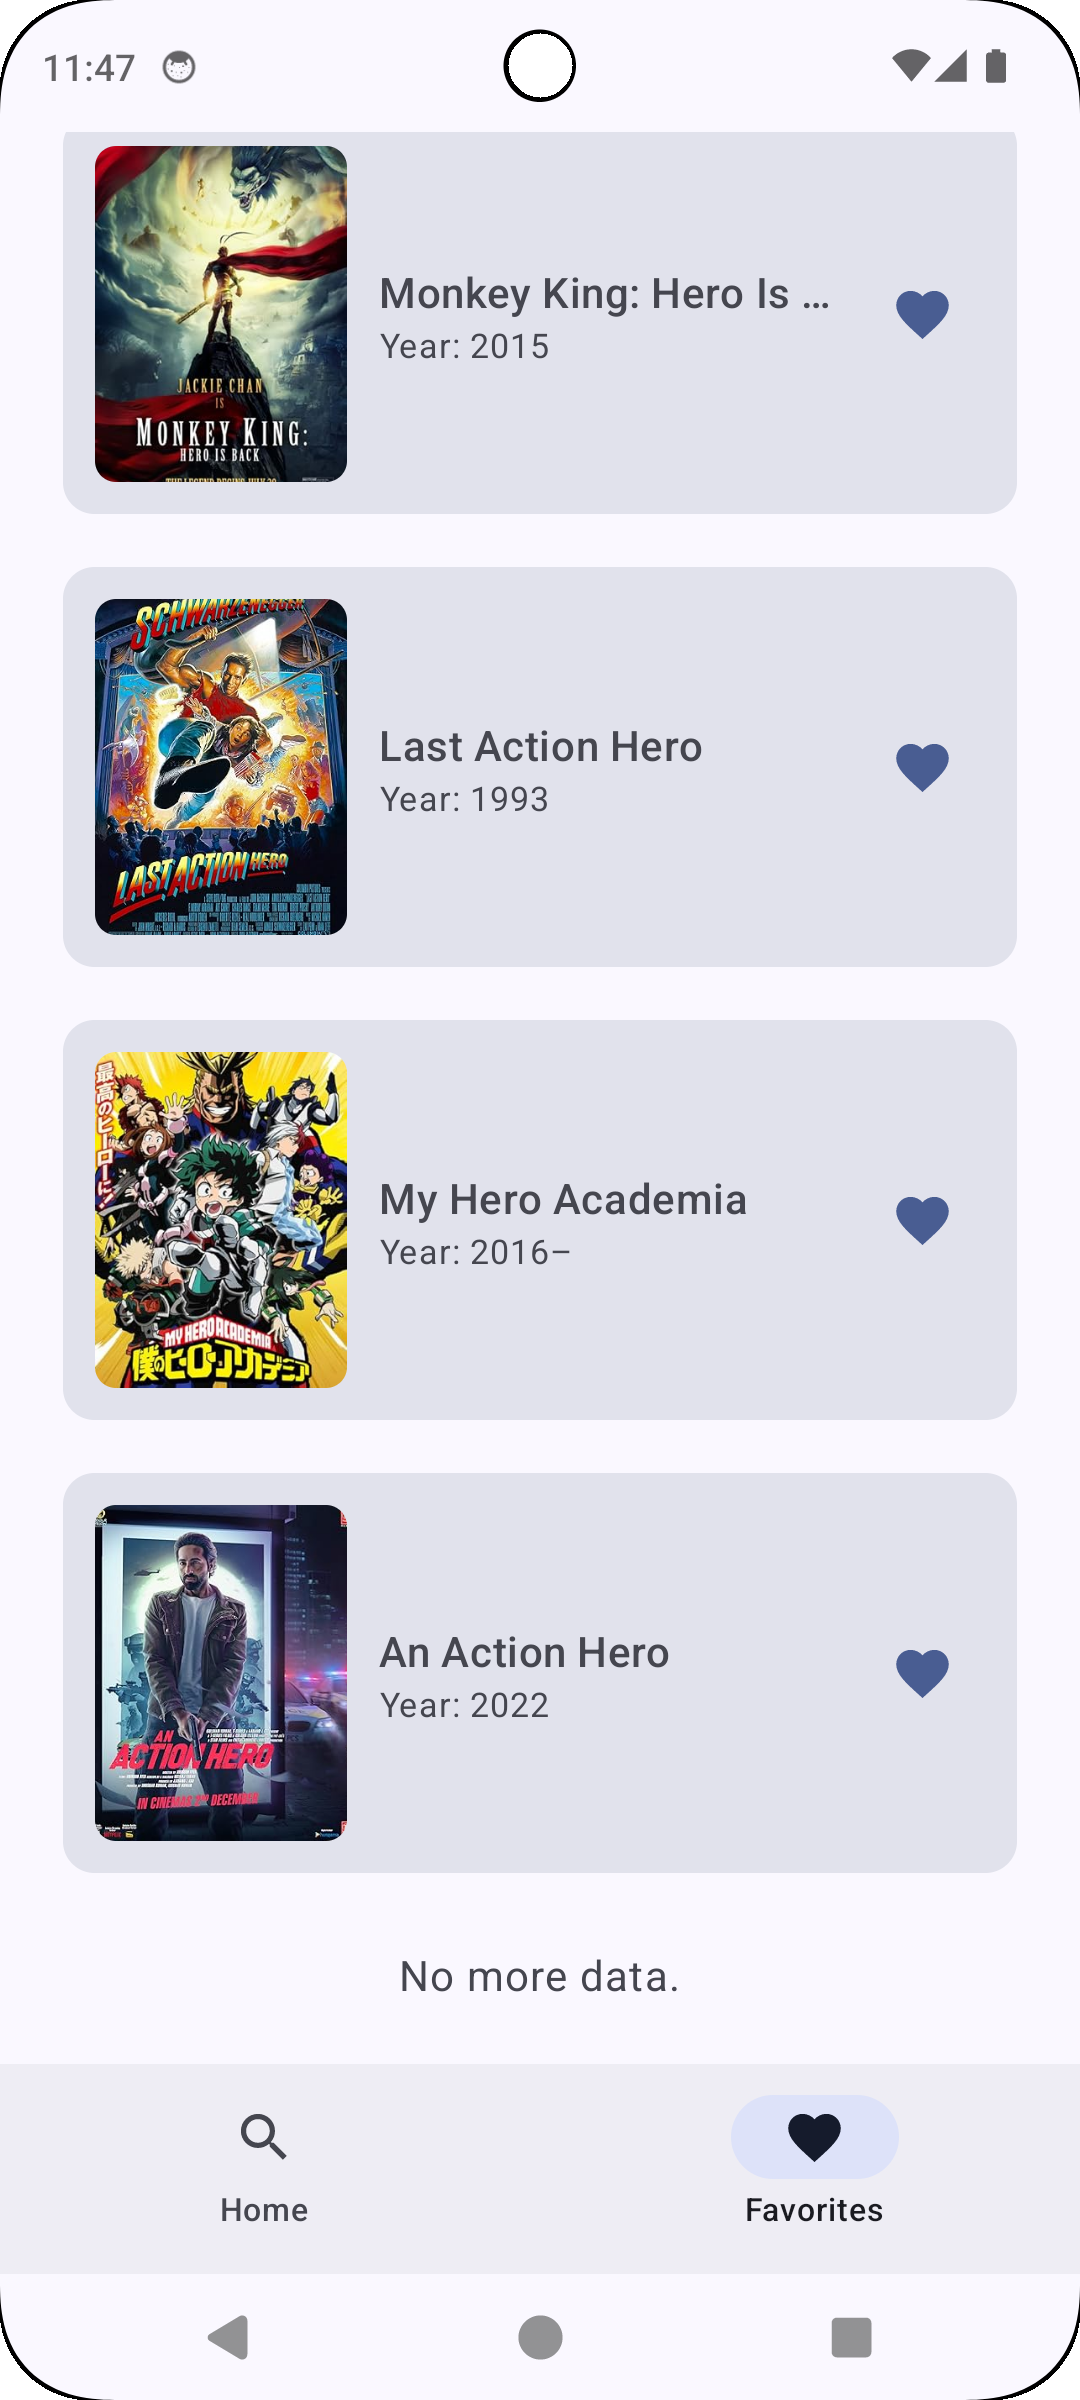 11:47
JACKIE CHAN
IS
MONKEY KING:
HERO IS BACK
Monkey King: Hero Is ...
Year: 2015
SCHWARZENEGGER
LAST ACTION HERO
Last Action Hero
Year: 1993
最高のヒーローに!
MY HERO ACADEMIA
僕のヒーローアカデミア
My Hero Academia
Year: 2016–
AN
ACTION HERO
IN CINEMAS 2ND DECEMBER
An Action Hero
Year: 2022
No more data.
Home
Favorites